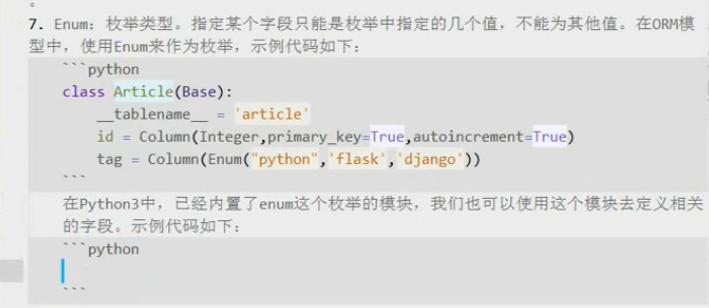 。
7. Enum: 枚举类型。指定某个字段只能是枚举中指定的几个值，不能为其他值。在ORM模
型中，使用Enum来作为枚举，示例代码如下：
```python
class Article(Base):
    __tablename__ = 'article'
    id = Column(Integer,primary_key=True,autoincrement=True)
    tag = Column(Enum("python",'flask','django'))
```
在Python3中，已经内置了enum这个枚举的模块，我们也可以使用这个模块去定义相关
的字段。示例代码如下：
```python
```